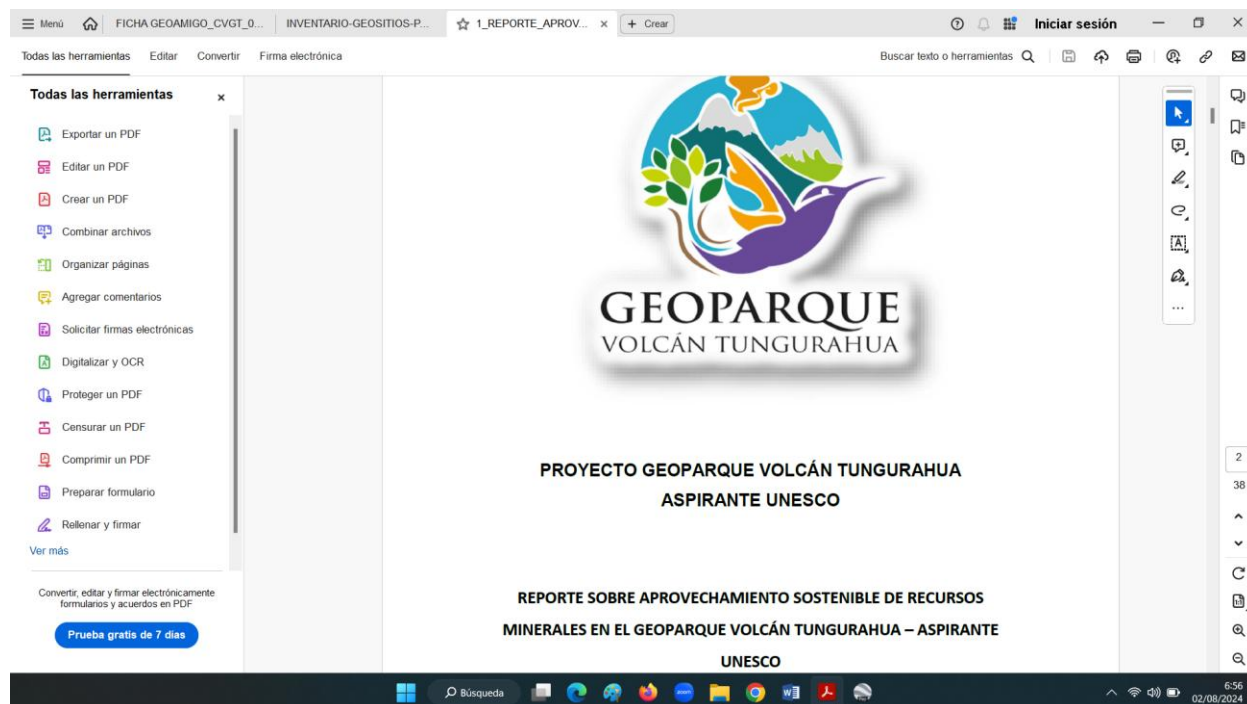 Menú
FICHA GEOAMIGO_CVGT_0...
INVENTARIO-GEOSITIOS-P...
1_REPORTE_APROV...
+ Crear
Iniciar sesión
Todas las herramientas
Editar
Convertir
Firma electrónica
Buscar texto o herramientas
Todas las herramientas
Exportar un PDF
Editar un PDF
Crear un PDF
Combinar archivos
Organizar páginas
Agregar comentarios
Solicitar firmas electrónicas
Digitalizar y OCR
Proteger un PDF
Censurar un PDF
Comprimir un PDF
Preparar formulario
Rellenar y firmar
Ver más
Convertir, editar y firmar electrónicamente
formularios y acuerdos en PDF
Prueba gratis de 7 días
GEOPARQUE
VOLCÁN TUNGURAHUA
PROYECTO GEOPARQUE VOLCÁN TUNGURAHUA
ASPIRANTE UNESCO
REPORTE SOBRE APROVECHAMIENTO SOSTENIBLE DE RECURSOS
MINERALES EN EL GEOPARQUE VOLCÁN TUNGURAHUA – ASPIRANTE
UNESCO
2
38
Búsqueda
zoom
6:56
02/08/2024